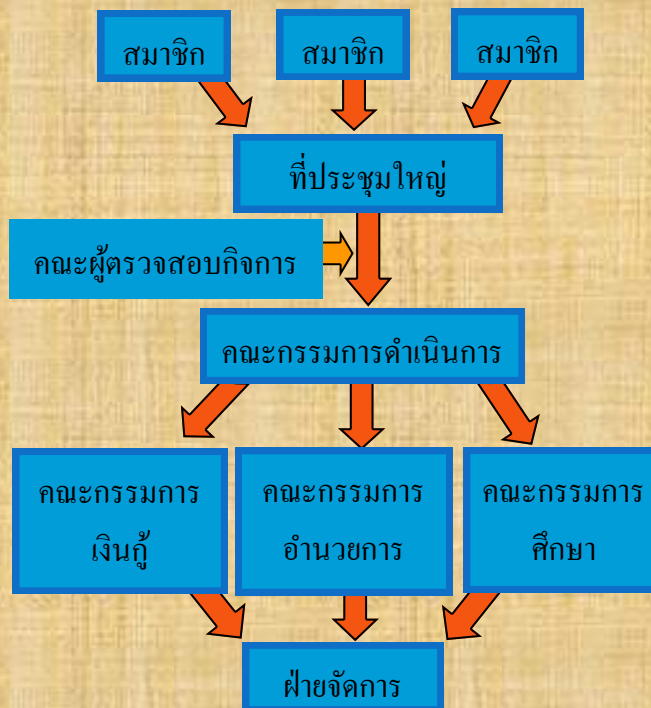 สมาชิก
สมาชิก
สมาชิก
ที่ประชุมใหญ่
คณะผู้ตรวจสอบกิจการ
คณะกรรมการดำเนินการ
คณะกรรมการ
เงินกู้
คณะกรรมการ
อำนวยการ
คณะกรรมการ
ศึกษา
ฝ่ายจัดการ